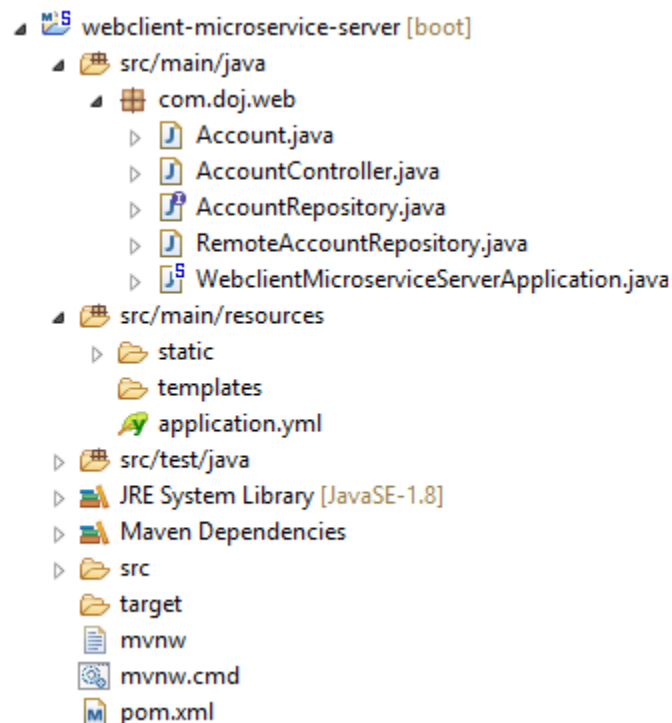 webclient-microservice-server [boot]
src/main/java
com.doj.web
Account.java
AccountController.java
AccountRepository.java
RemoteAccountRepository.java
WebclientMicroserviceServerApplication.java
src/main/resources
static
templates
application.yml
src/test/java
JRE System Library [JavaSE-1.8]
Maven Dependencies
src
target
mvnw
mvnw.cmd
pom.xml